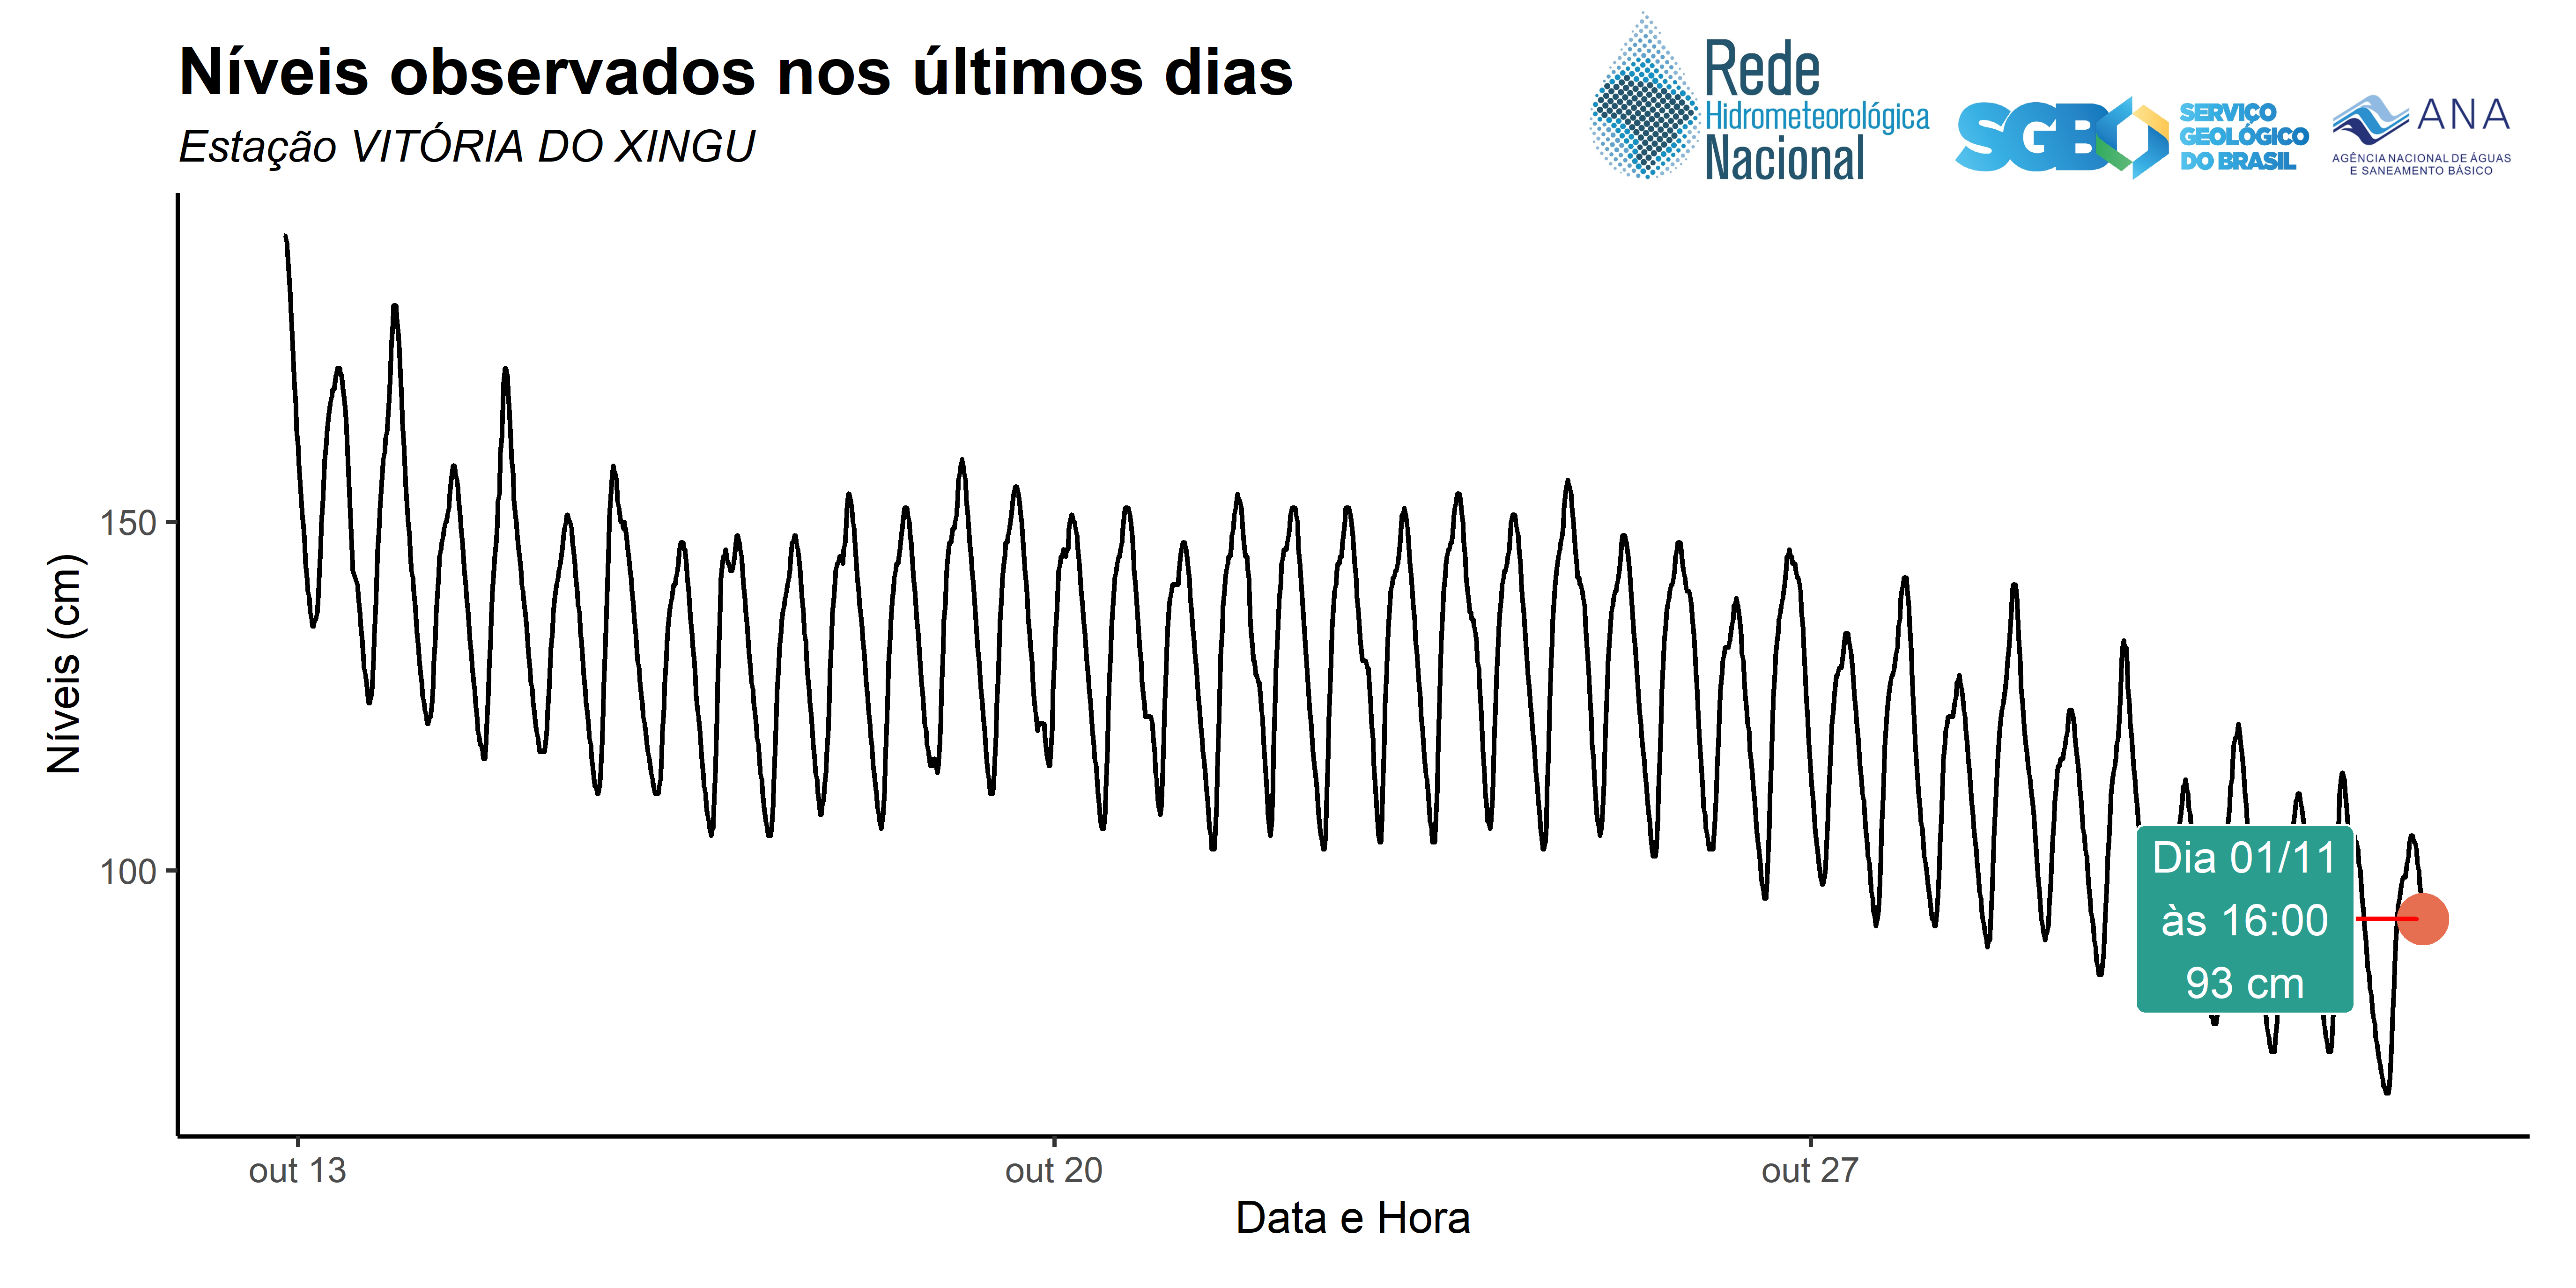 Níveis observados nos últimos dias
Estação VITÓRIA DO XINGU
Rede
Hidrometeorológica
Nacional
SGB
SERVIÇO
GEOLÓGICO
DO BRASIL
ANA
AGÊNCIA NACIONAL DE ÁGUAS
E SANEAMENTO BÁSICO
Níveis (cm)
150
100
Dia 01/11
às 16:00
93 cm
out 13
out 20
out 27
Data e Hora